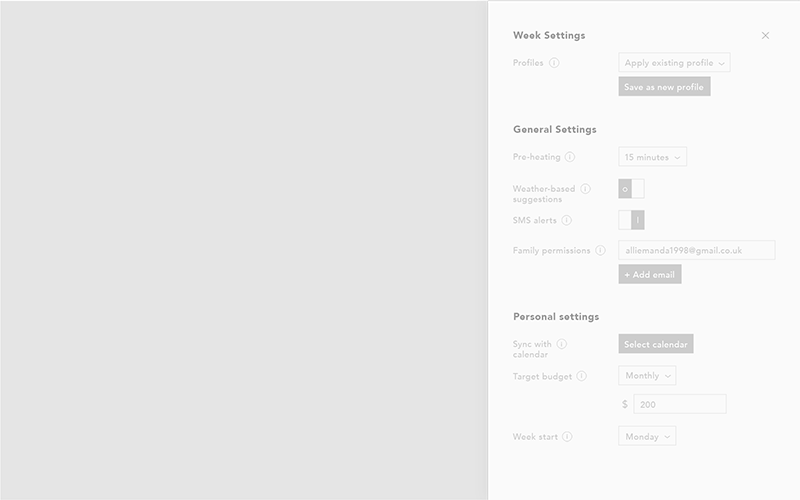 Week Settings
Profiles
Apply existing profile
Save as new profile
General Settings
Pre-heating
15 minutes
Weather-based
suggestions
SMS alerts
Family permissions
alliemanda1998@gmail.co.uk
+ Add email
Personal settings
Sync with
calendar
Select calendar
Target budget
Monthly
$ 200
Week start
Monday